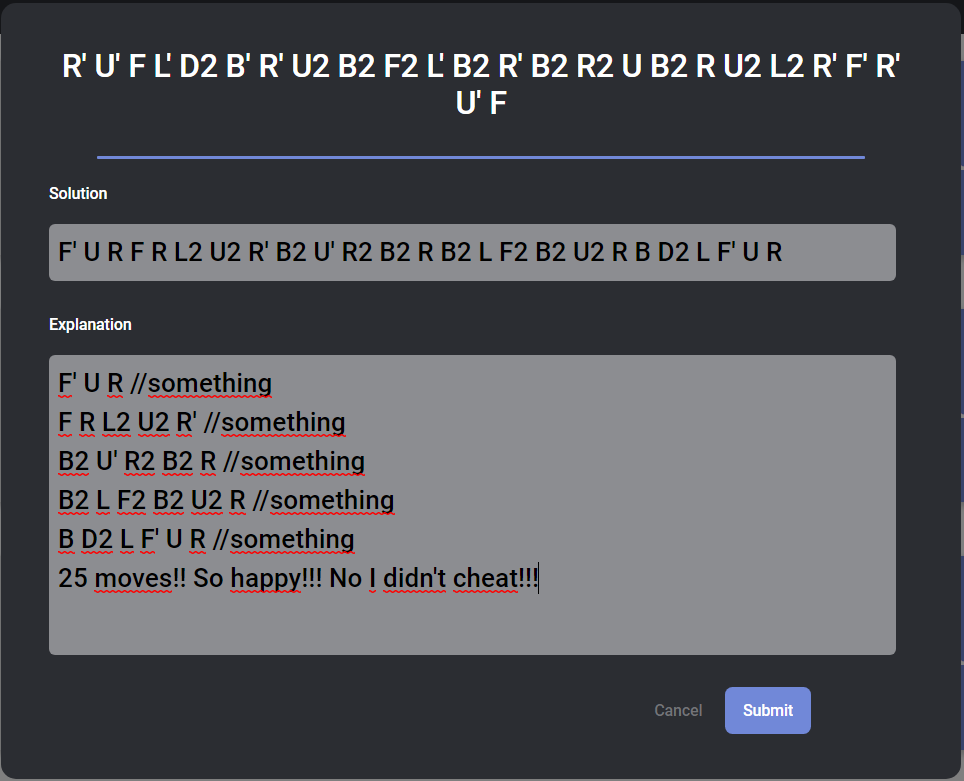 R' U' F L' D2 B' R' U2 B2 F2 L' B2 R' B2 R2 U B2 R U2 L2 R' F' R'
U' F
Solution
F' U R F R L2 U2 R' B2 U' R2 B2 R B2 L F2 B2 U2 R B D2 L F' U R
Explanation
F' U R //something
F R L2 U2 R' //something
B2 U' R2 B2 R //something
B2 L F2 B2 U2 R //something
B D2 L F' U R //something
25 moves!! So happy!!! No I didn't cheat!!!
Cancel Submit